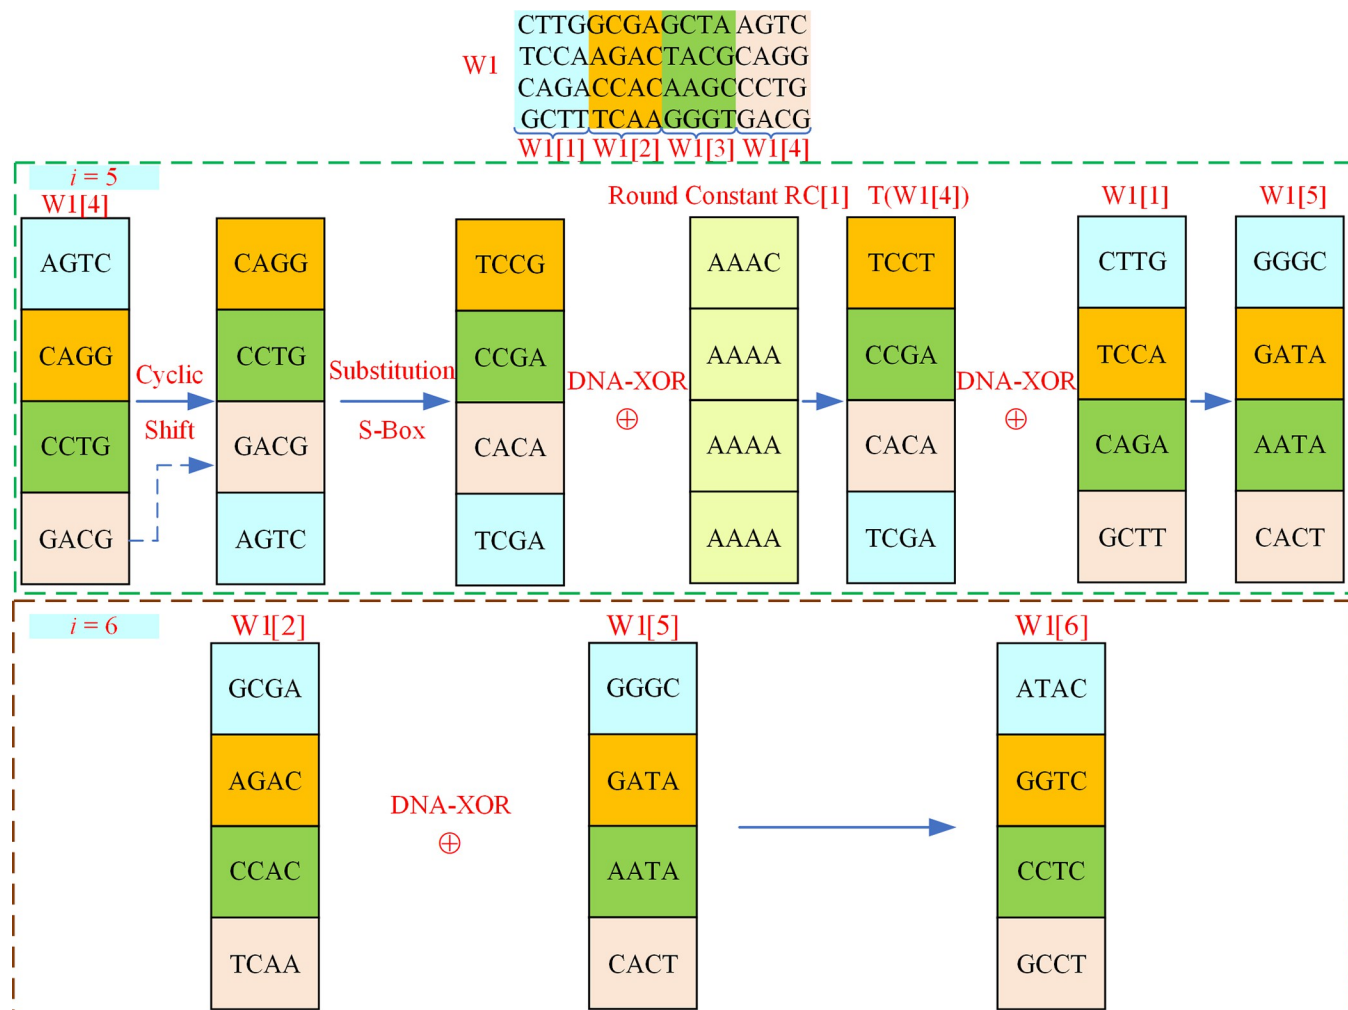 CTTGGCGAGCTA AGTC
TCCAAGACTACGCAGG
W1
CAGACCACAAGCCCTG
GCTTTCAAGGGTGACG
W1[1] W1[2] W1[3] W1[4]
i = 5
W1[4]
Round Constant RC[1] T(W1[4])
W1[1]
W1[5]
AGTC CAGG TCCG AAAC TCCT CTTG GGGC
CAGG CCTG CCGA AAAA CCGA TCCA GATA
Cyclic Substitution DNA-XOR DNA-XOR
Shift S-Box ⊕ ⊕
CCTG GACG CACA AAAA CACA CAGA AATA
GACG AGTC TCGA AAAA TCGA GCTT CACT
i = 6
W1[2] W1[5] W1[6]
GCGA GGGC ATAC
AGAC GATA GGTC
DNA-XOR
⊕
CCAC AATA CCTC
TCAA CACT GCCT